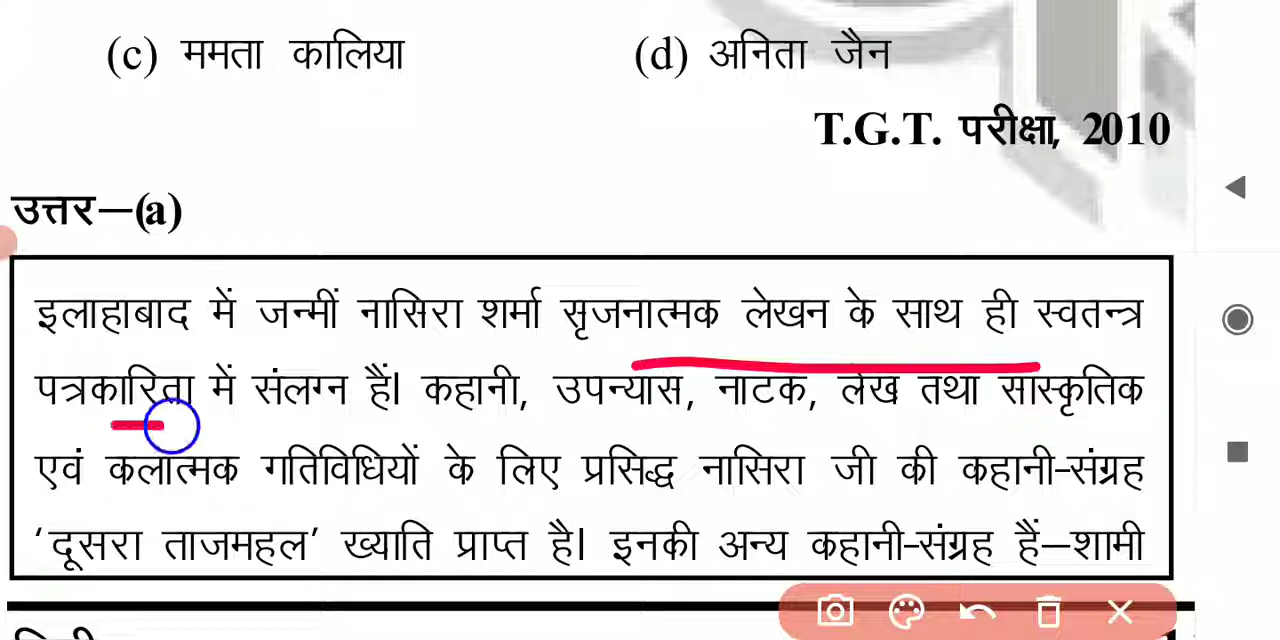 (c) ममता कालिया (d) अनिता जैन
T.G.T. परीक्षा, 2010
उत्तर–(a)
इलाहाबाद में जन्मीं नासिरा शर्मा सृजनात्मक लेखन के साथ ही स्वतन्त्र
पत्रकारिता में संलग्न हैं। कहानी, उपन्यास, नाटक, लेख तथा सांस्कृतिक
एवं कलात्मक गतिविधियों के लिए प्रसिद्ध नासिरा जी की कहानी-संग्रह
‘दूसरा ताजमहल’ ख्याति प्राप्त है। इनकी अन्य कहानी-संग्रह हैं–शामी